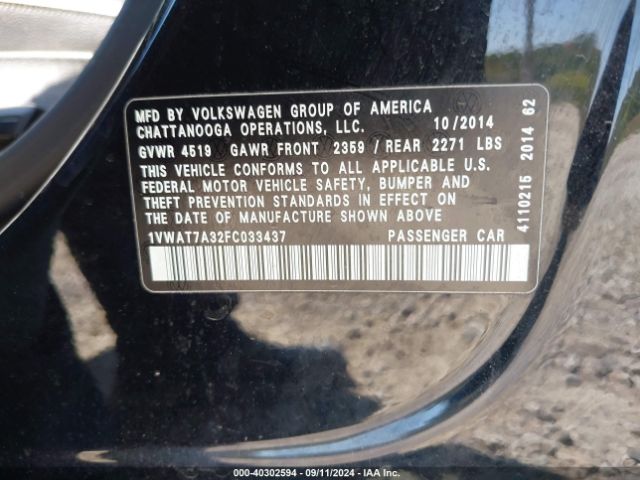 MFD BY VOLKSWAGEN GROUP OF AMERICA
CHATTANOOGA OPERATIONS, LLC. 10/2014
GVWR 4519 GAWR FRONT 2359 / REAR 2271 LBS
THIS VEHICLE CONFORMS TO ALL APPLICABLE U.S.
FEDERAL MOTOR VEHICLE SAFETY, BUMPER AND
THEFT PREVENTION STANDARDS IN EFFECT ON
THE DATE OF MANUFACTURE SHOWN ABOVE
1VWAT7A32FC033437 PASSENGER CAR
4110215 2014 62
000-40302594 - 09/11/2024 - IAA Inc.